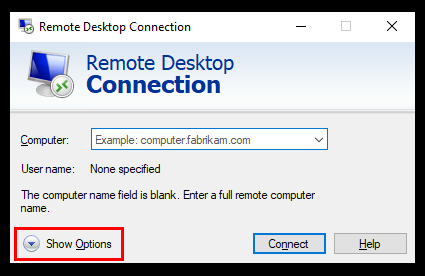 Remote Desktop Connection
Remote Desktop
Connection
Computer:
Example: computer.fabrikam.com
User name:
None specified
The computer name field is blank. Enter a full remote computer
name.
Show Options
Connect
Help